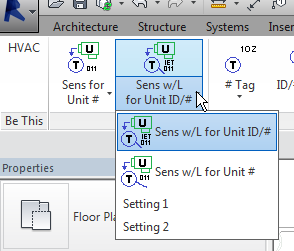 Architecture Structure Systems Inser
HVAC
U
T
011
Sens for
Unit #
U
T
IET
011
Sens w/L
for Unit ID/#
102
T
# Tag
ID/
Be This
U
T
IET
011
Sens w/L for Unit ID/#
U
T
011
Sens w/L for Unit #
Setting 1
Setting 2
Properties
Floor Pla